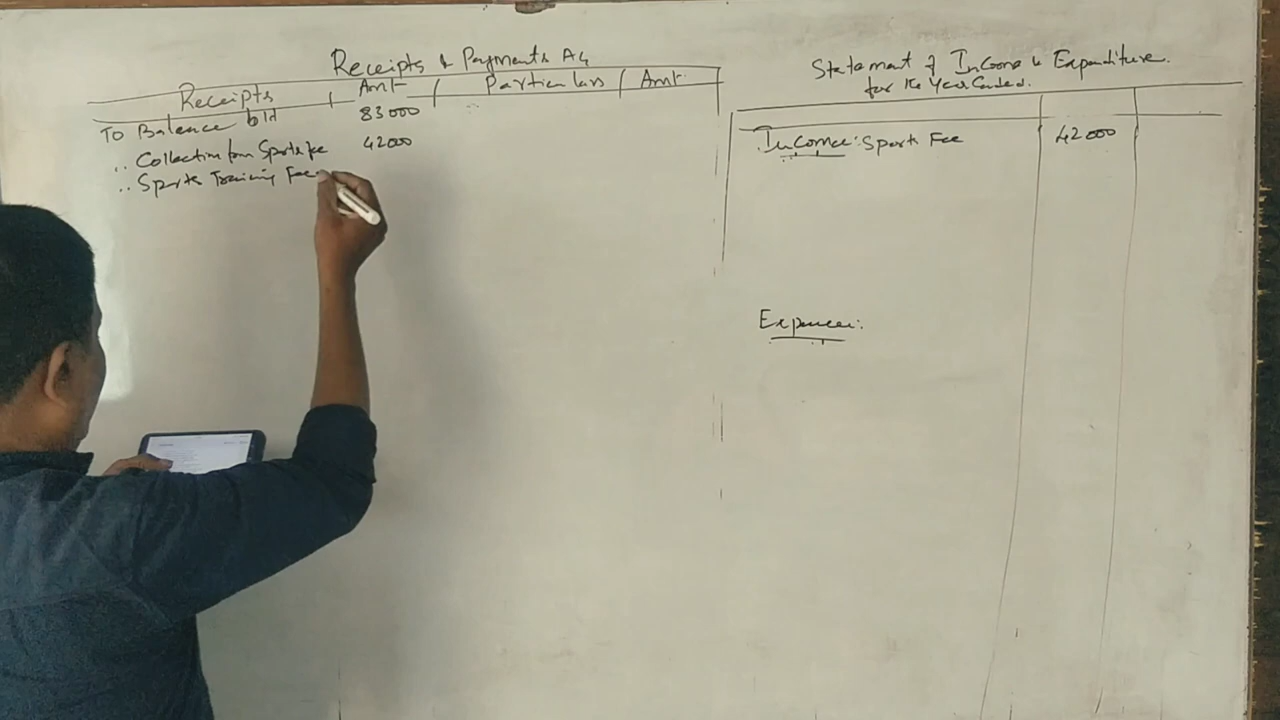 Receipts & Payments A/c
Receipts Amt Particulars Amt
To Balance b/d 83000
.. Collection from Sports fee 42000
.. Sports Training Fee
Statement of Income & Expenditure.
for the Year ended.
Income: Sports Fee 42000
Expenses: